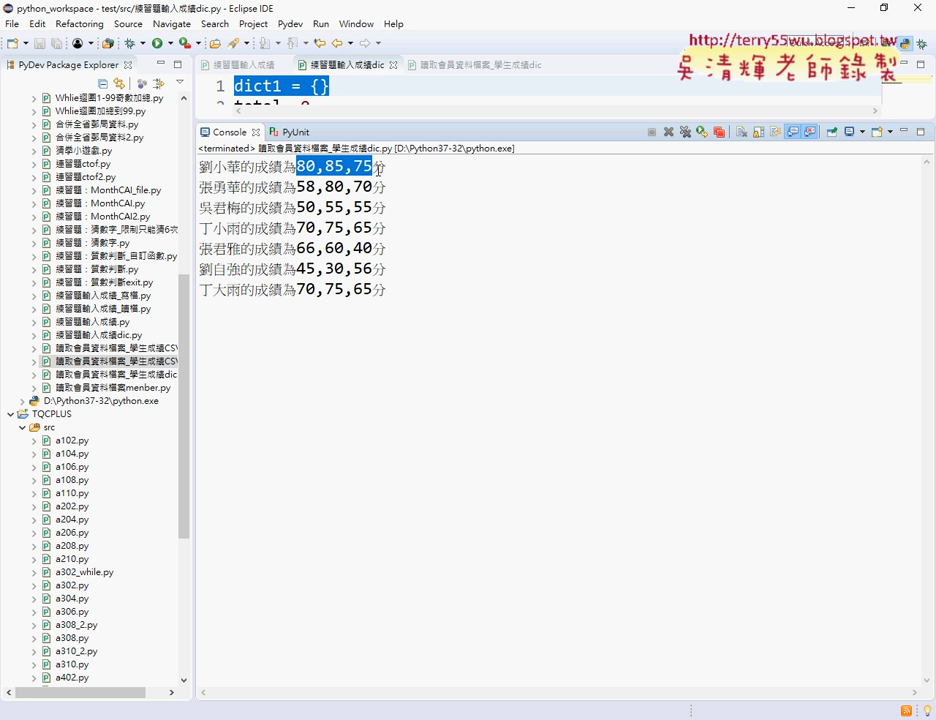 python_workspace - test/src/練習題輸入成績dic.py - Eclipse IDE
File Edit Refactoring Source Navigate Search Project Pydev Run Window Help
http://terry55wu.blogspot.tw
吳清輝老師錄製
PyDev Package Explorer
練習題輸入成績
練習題輸入成績dic.py
讀取會員資料檔案_學生成績dic
1 dict1 = {}
Console
PyUnit
<terminated> 讀取會員資料檔案_學生成績dic.py [D:\Python37-32\python.exe]
劉小華的成績為80,85,75分
張勇華的成績為58,80,70分
吳君梅的成績為50,55,55分
丁小雨的成績為70,75,65分
張君雅的成績為66,60,40分
劉自強的成績為45,30,56分
丁大雨的成績為70,75,65分
Whlie迴圈1-99奇數加總.py
Whlie迴圈加總到99.py
合併全省郵局資料.py
合併全省郵局資料2.py
猜學小遊戲.py
連習題ctof.py
連習題ctof2.py
練習題：MonthCAI_file.py
練習題：MonthCAI.py
練習題：MonthCAI2.py
練習題：猜數字_限制只能猜6次
練習題：猜數字.py
練習題：質數判斷_自訂函數.py
練習題：質數判斷.py
練習題：質數判斷exit.py
練習題輸入成績_寫檔.py
練習題輸入成績_讀檔.py
練習題輸入成績.py
練習題輸入成績dic.py
讀取會員資料檔案_學生成績CS
讀取會員資料檔案_學生成績CS
讀取會員資料檔案_學生成績dic
讀取會員資料檔案menber.py
D:\Python37-32\python.exe
TQCPLUS
src
a102.py
a104.py
a106.py
a108.py
a110.py
a202.py
a204.py
a206.py
a208.py
a210.py
a302_while.py
a302.py
a304.py
a306.py
a308_2.py
a308.py
a310_2.py
a310.py
a402.py